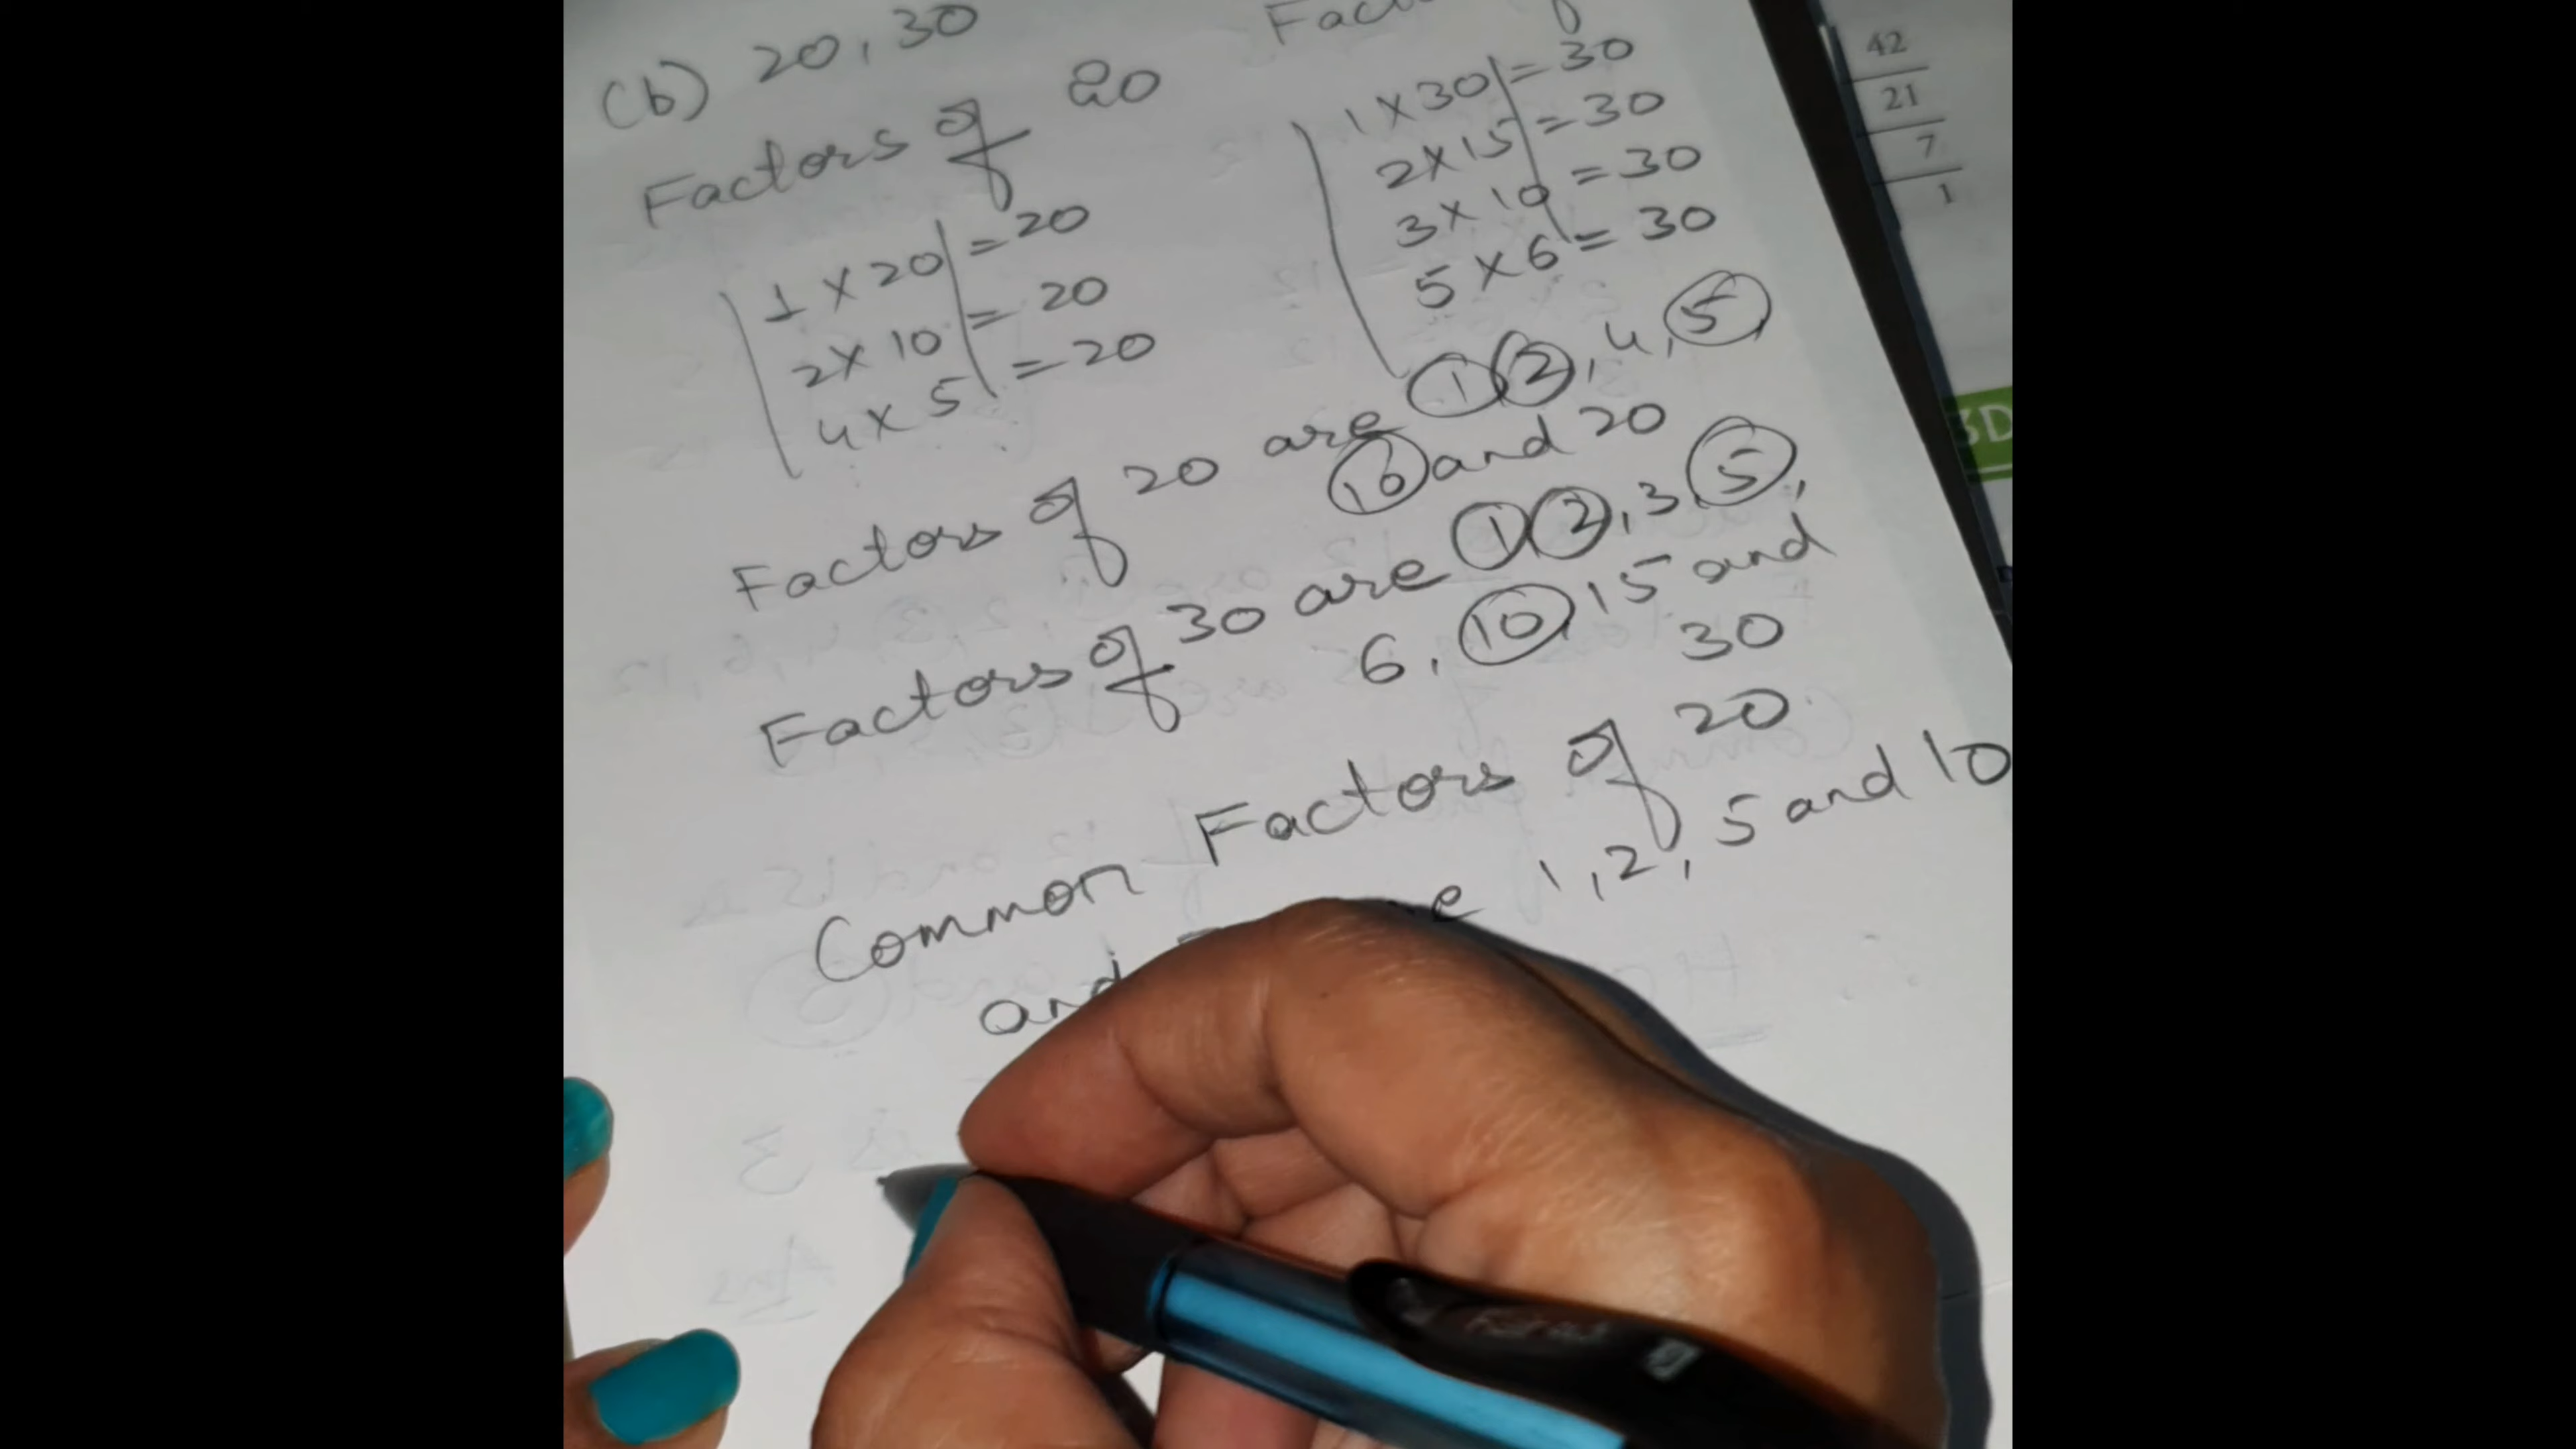 (b) 20, 30
Factors of 20
1 X 20 = 20
2 X 10 = 20
4 X 5 = 20
1 X 30 = 30
2 X 15 = 30
3 X 10 = 30
5 X 6 = 30
Factors of 20 are 1 2, 4, 5
10 and 20
Factors of 30 are 1 2, 3 5,
6, 10 15 and
30
Common Factors of 20
and 1, 2, 5 and 10
42
21
7
1
3D